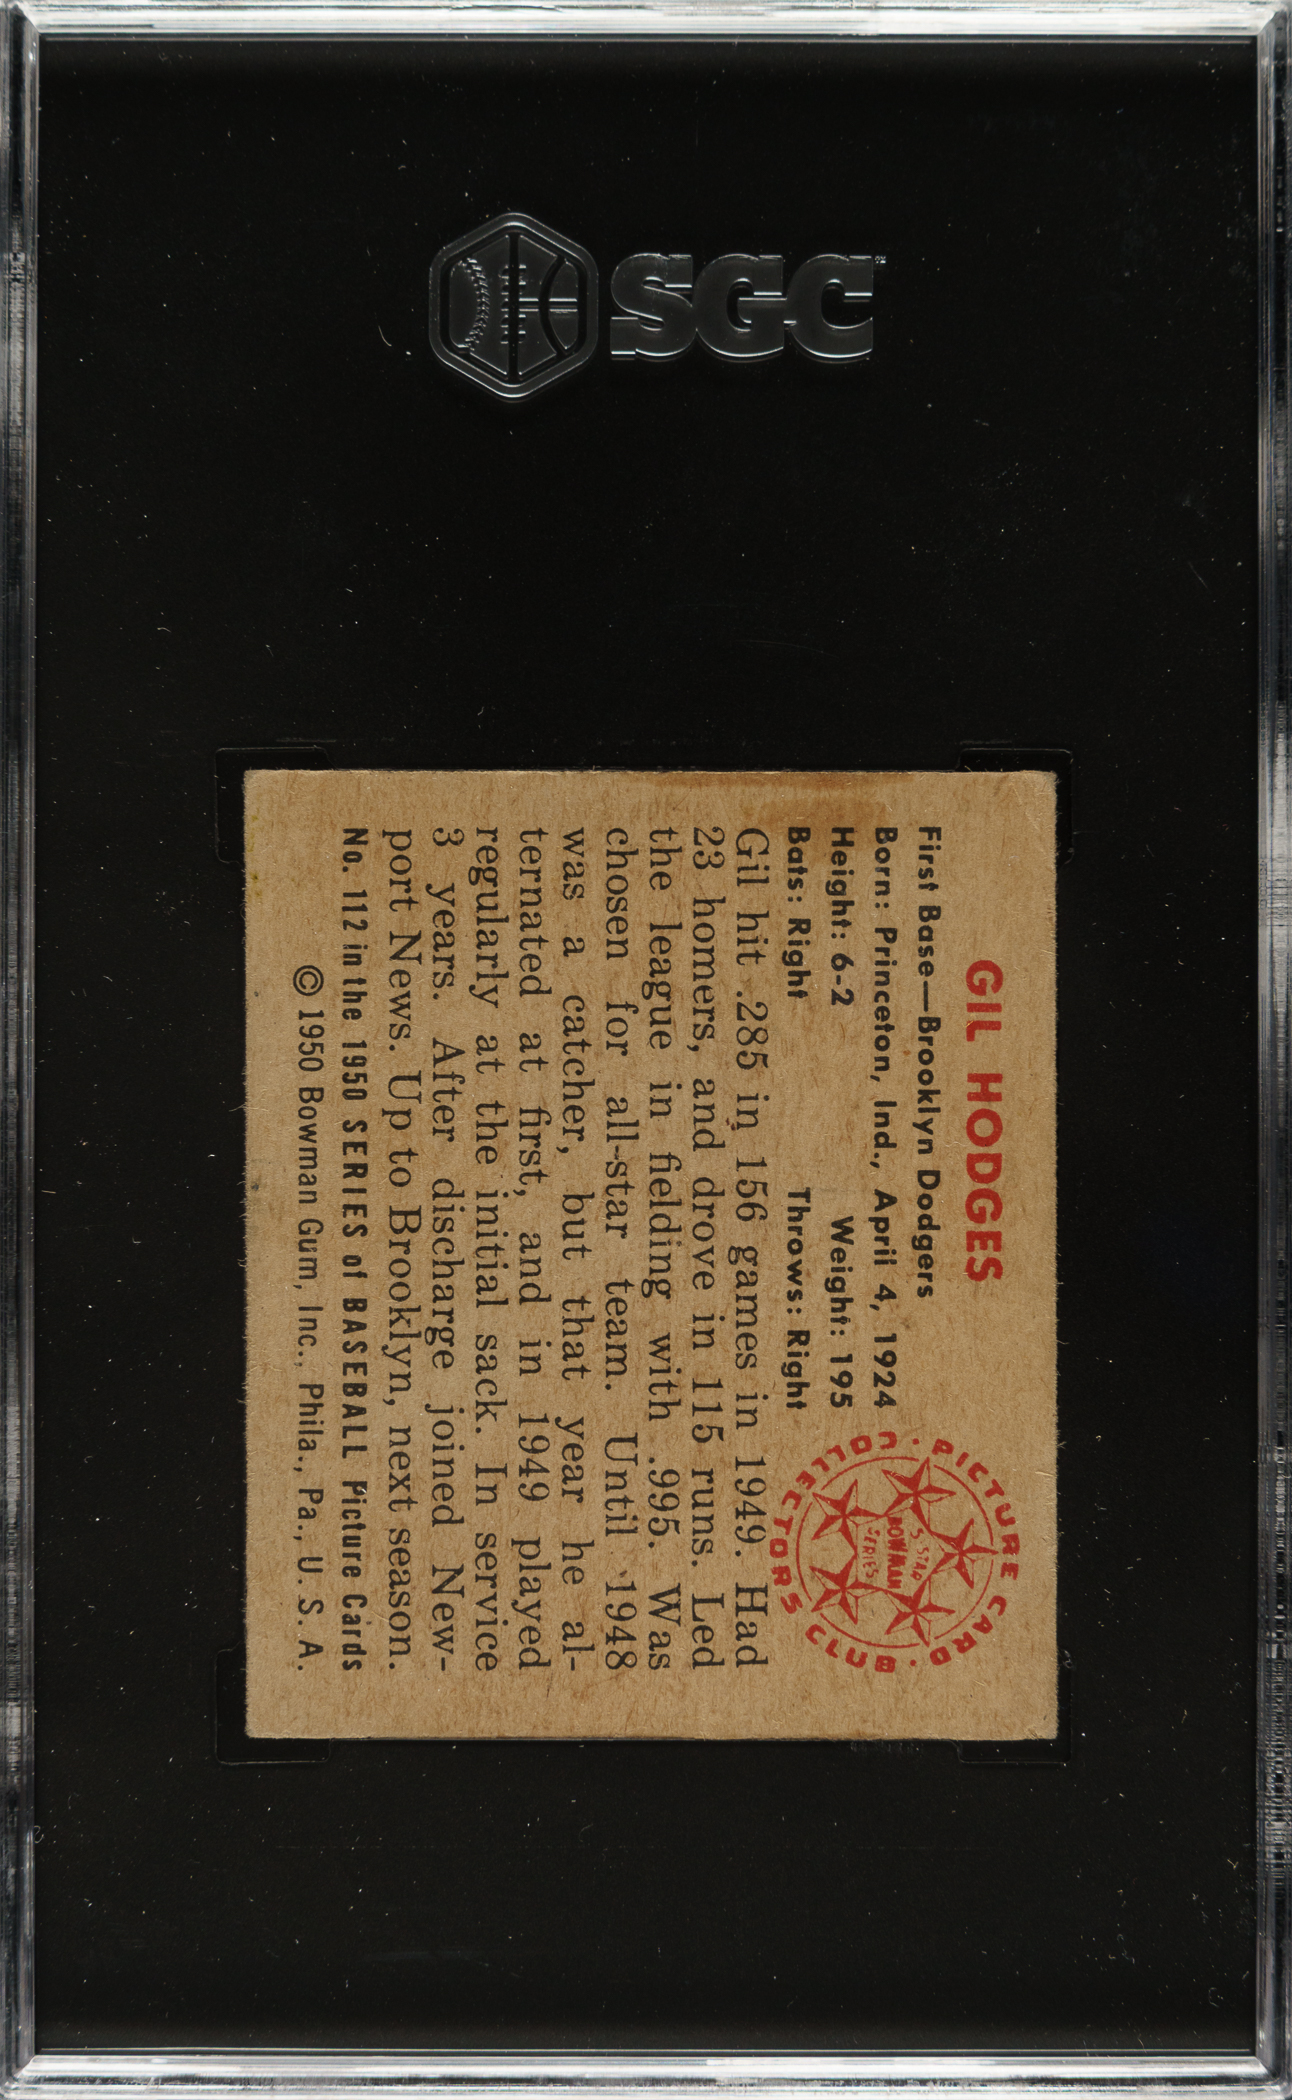 SGC
GIL HODGES
First Base—Brooklyn Dodgers
Born: Princeton, Ind., April 4, 1924
Height: 6-2 Weight: 195
Bats: Right Throws: Right
PICTURE CARD COLLECTORS CLUB
5-STAR
BOWMAN
SERIES
Gil hit .285 in 156 games in 1949. Had
23 homers, and drove in 115 runs. Led
the league in fielding with .995. Was
chosen for all-star team. Until 1948
was a catcher, but that year he al-
ternated at first, and in 1949 played
regularly at the initial sack. In service
3 years. After discharge joined New-
port News. Up to Brooklyn, next season.
No. 112 in the 1950 SERIES of BASEBALL Picture Cards
© 1950 Bowman Gum, Inc., Phila., Pa., U. S. A.